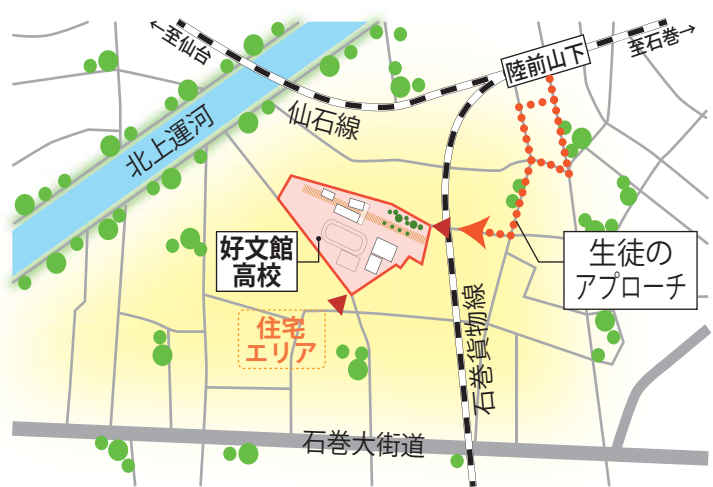 ←至仙台
至石巻→
陸前山下
仙石線
北上運河
好文館
高校
生徒の
アプローチ
住宅
エリア
石巻貨物線
石巻大街道